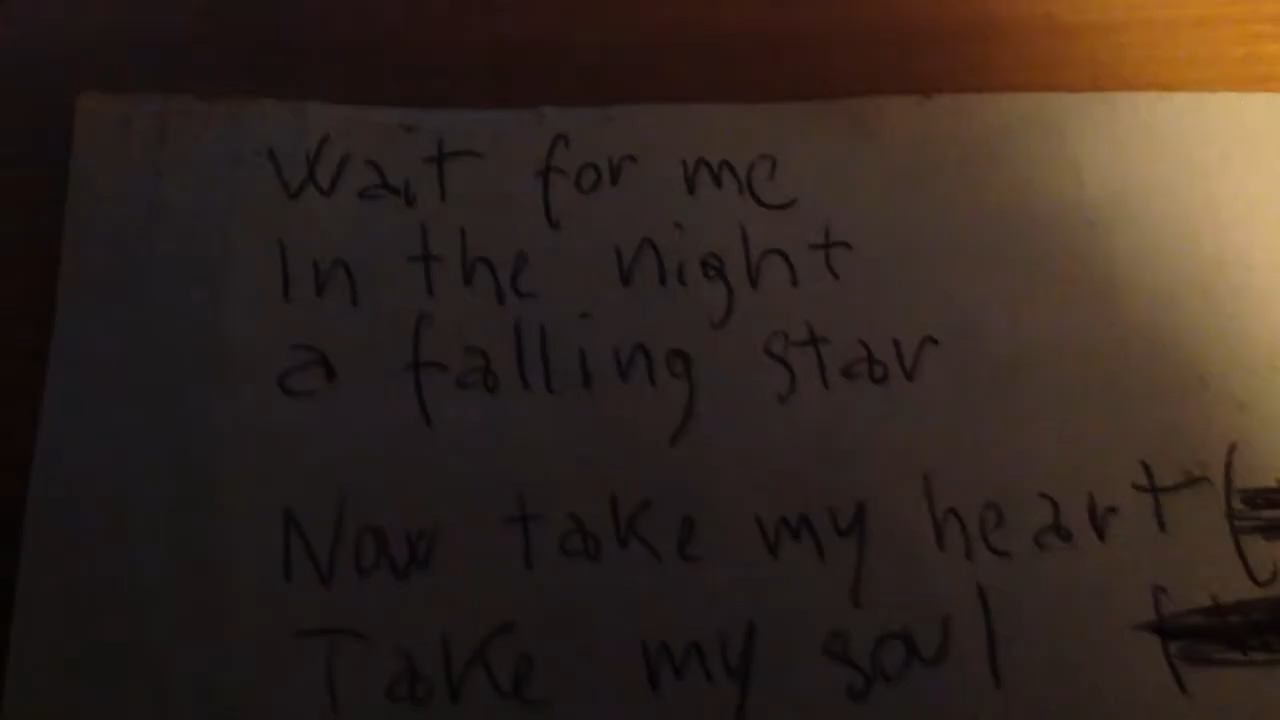 Wait for me
In the night
a falling star
Now take my heart
Take my soul